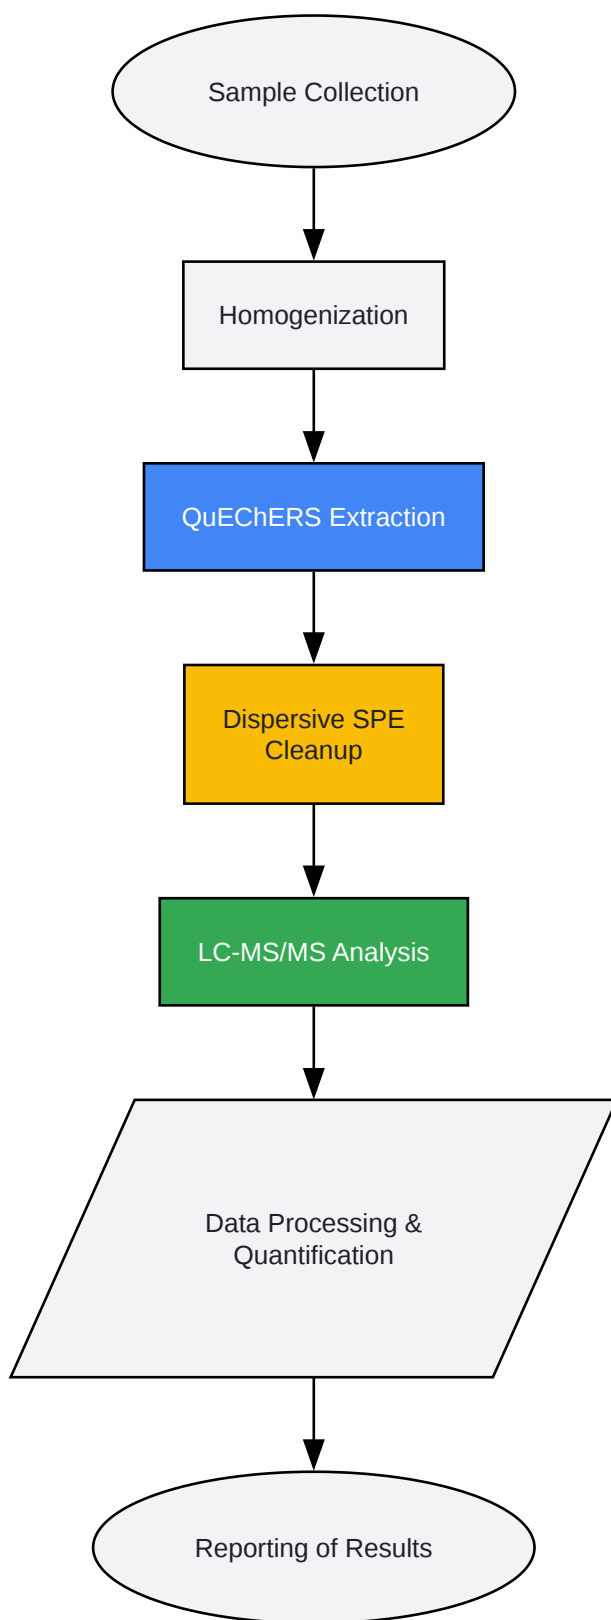 Sample Collection
Homogenization
QuEChERS Extraction
Dispersive SPE
Cleanup
LC-MS/MS Analysis
Data Processing &
Quantification
Reporting of Results